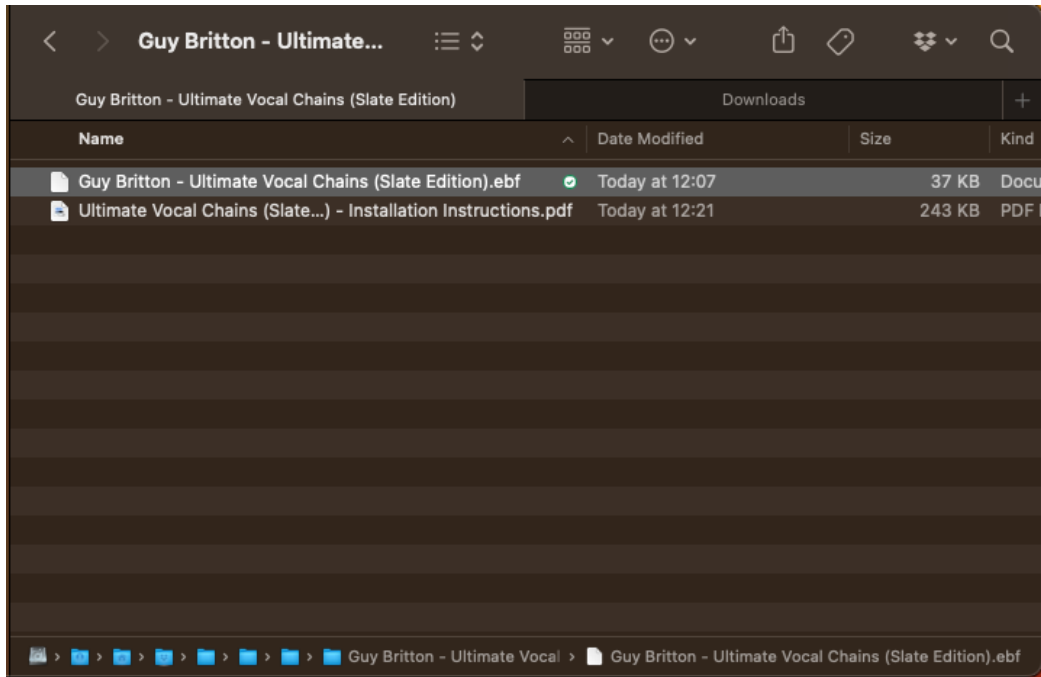 Guy Britton - Ultimate...
Guy Britton - Ultimate Vocal Chains (Slate Edition) Downloads
Name Date Modified Size Kind
Guy Britton - Ultimate Vocal Chains (Slate Edition).ebf Today at 12:07 37 KB Docu
Ultimate Vocal Chains (Slate...) - Installation Instructions.pdf Today at 12:21 243 KB PDF
Guy Britton - Ultimate Vocal Guy Britton - Ultimate Vocal Chains (Slate Edition).ebf